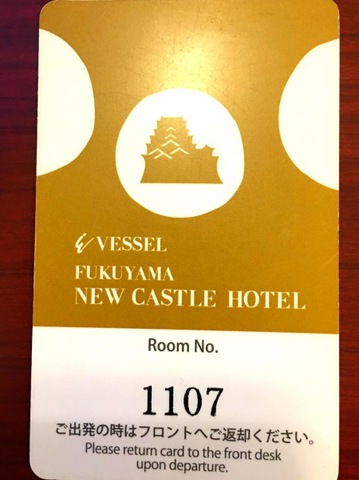 VESSEL
FUKUYAMA
NEW CASTLE HOTEL
Room No.
1107
ご出発の時はフロントへご返却ください。
Please return card to the front desk
upon departure.